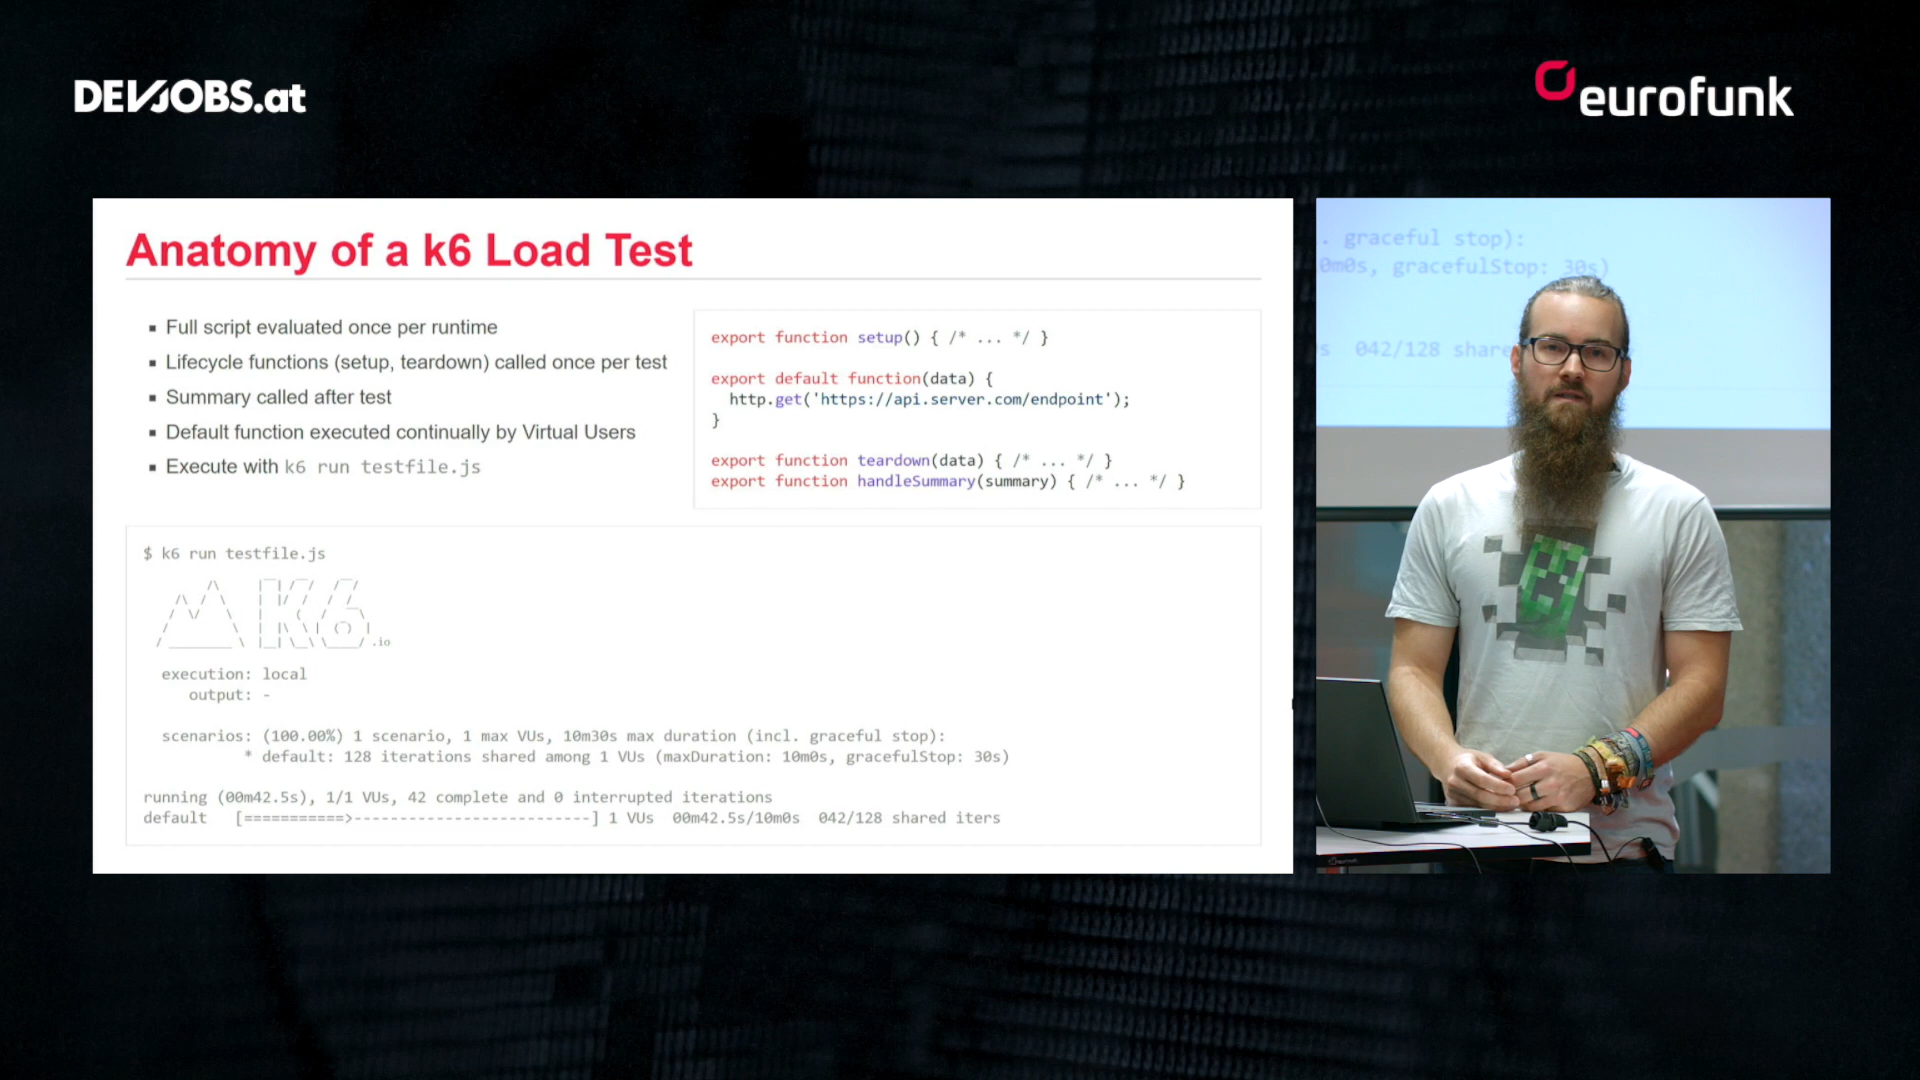 DEVJOBS.at
eurofunk
Anatomy of a k6 Load Test
▪ Full script evaluated once per runtime
▪ Lifecycle functions (setup, teardown) called once per test
▪ Summary called after test
▪ Default function executed continually by Virtual Users
▪ Execute with k6 run testfile.js
export function setup() { /* ... */ }
export default function(data) {
http.get('https://api.server.com/endpoint');
}
export function teardown(data) { /* ... */ }
export function handleSummary(summary) { /* ... */ }
$ k6 run testfile.js
K6
.io
execution: local
output: -
scenarios: (100.00%) 1 scenario, 1 max VUs, 10m30s max duration (incl. graceful stop):
* default: 128 iterations shared among 1 VUs (maxDuration: 10m0s, gracefulStop: 30s)
running (00m42.5s), 1/1 VUs, 42 complete and 0 interrupted iterations
default [===========>--------------------------] 1 VUs 00m42.5s/10m0s 042/128 shared iters
. graceful stop):
0m0s, gracefulStop: 30s)
s 042/128 share